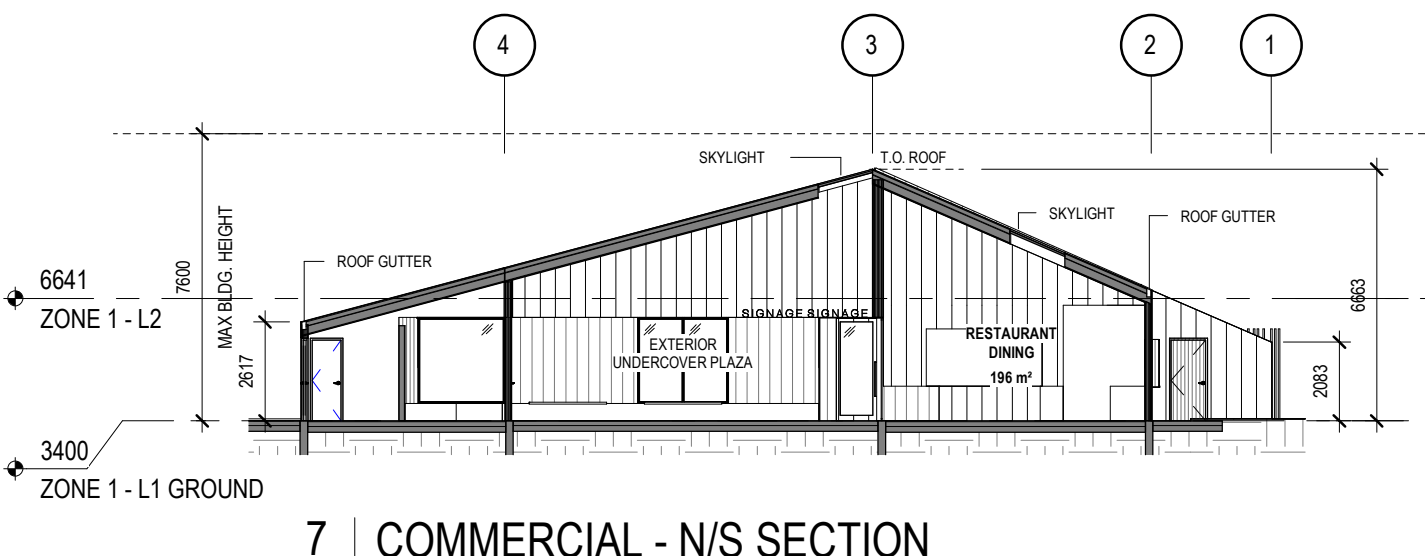 4
3
2
1
SKYLIGHT
T.O. ROOF
SKYLIGHT
ROOF GUTTER
ROOF GUTTER
MAX BLDG. HEIGHT
7600
6641
ZONE 1 - L2
2617
SIGNAGE SIGNAGE
EXTERIOR
UNDERCOVER PLAZA
RESTAURANT
DINING
196 m²
6663
2083
3400
ZONE 1 - L1 GROUND
7 | COMMERCIAL - N/S SECTION